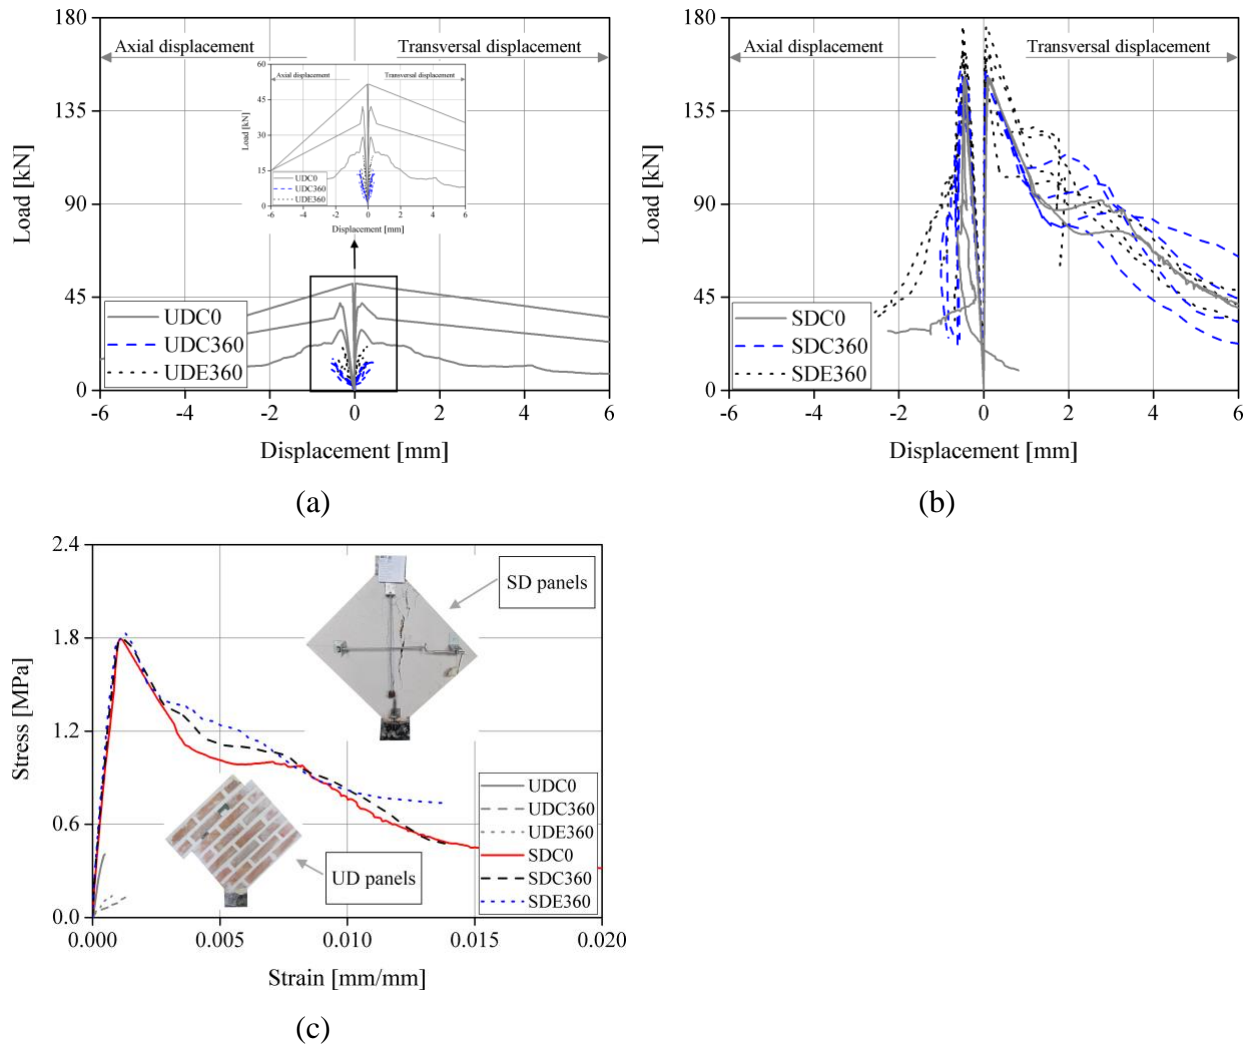 180
135
90
45
0
Load [kN]
Axial displacement
Transversal displacement
60
45
30
15
0
Load [kN]
Axial displacement
Transversal displacement
UDC0
UDC360
UDE360
-6 -4 -2 0 2 4 6
Displacement [mm]
UDC0
UDC360
UDE360
-6 -4 -2 0 2 4 6
Displacement [mm]
(a)
180
135
90
45
0
Load [kN]
Axial displacement
Transversal displacement
SDC0
SDC360
SDE360
-6 -4 -2 0 2 4 6
Displacement [mm]
(b)
2.4
1.8
1.2
0.6
0.0
Stress [MPa]
SD panels
UD panels
UDC0
UDC360
UDE360
SDC0
SDC360
SDE360
0.000 0.005 0.010 0.015 0.020
Strain [mm/mm]
(c)